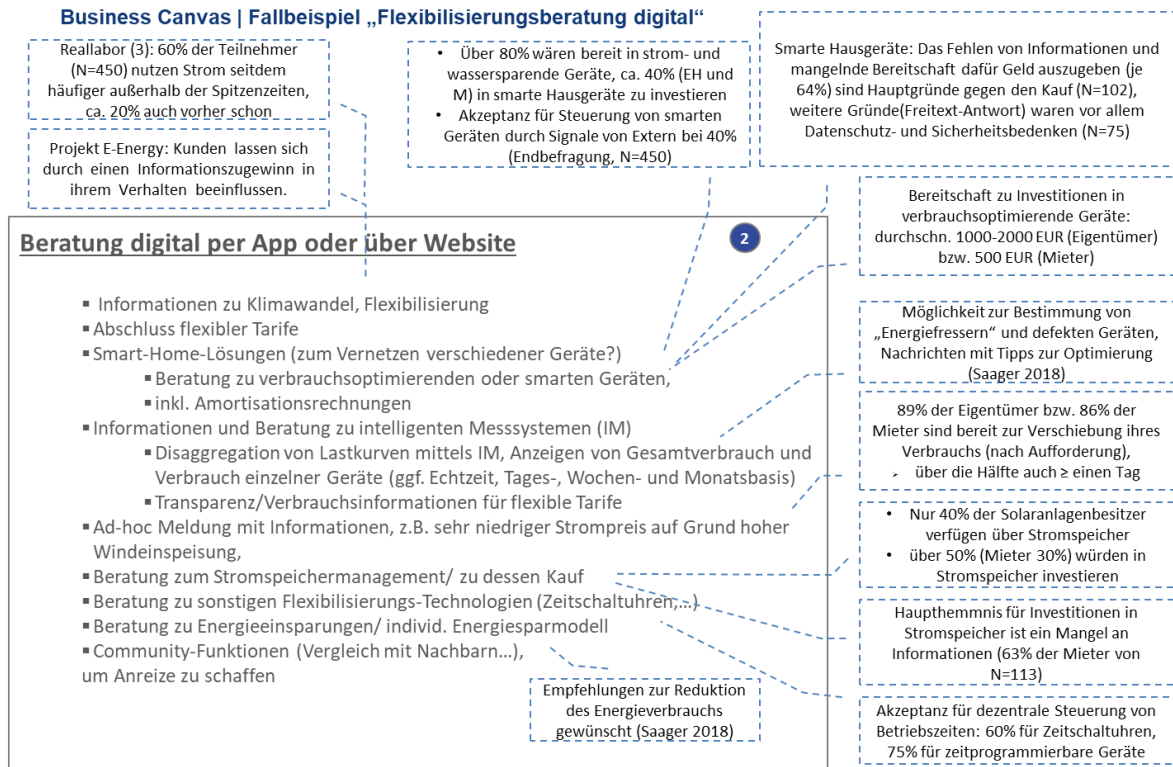 Business Canvas | Fallbeispiel „Flexibilisierungsberatung digital“
Reallabor (3): 60% der Teilnehmer
(N=450) nutzen Strom seitdem
häufiger außerhalb der Spitzenzeiten,
ca. 20% auch vorher schon
Projekt E-Energy: Kunden lassen sich
durch einen Informationszugewinn in
ihrem Verhalten beeinflussen.
• Über 80% wären bereit in strom- und
wassersparende Geräte, ca. 40% (EH und
M) in smarte Hausgeräte zu investieren
• Akzeptanz für Steuerung von smarten
Geräten durch Signale von Extern bei 40%
(Endbefragung, N=450)
Smarte Hausgeräte: Das Fehlen von Informationen und
mangelnde Bereitschaft dafür Geld auszugeben (je
64%) sind Hauptgründe gegen den Kauf (N=102),
weitere Gründe(Freitext-Antwort) waren vor allem
Datenschutz- und Sicherheitsbedenken (N=75)
Beratung digital per App oder über Website
2
▪ Informationen zu Klimawandel, Flexibilisierung
▪ Abschluss flexibler Tarife
▪ Smart-Home-Lösungen (zum Vernetzen verschiedener Geräte?)
▪ Beratung zu verbrauchsoptimierenden oder smarten Geräten,
▪ inkl. Amortisationsrechnungen
▪ Informationen und Beratung zu intelligenten Messsystemen (IM)
▪ Disaggregation von Lastkurven mittels IM, Anzeigen von Gesamtverbrauch und
Verbrauch einzelner Geräte (ggf. Echtzeit, Tages-, Wochen- und Monatsbasis)
▪ Transparenz/Verbrauchsinformationen für flexible Tarife
▪ Ad-hoc Meldung mit Informationen, z.B. sehr niedriger Strompreis auf Grund hoher
Windeinspeisung,
▪ Beratung zum Stromspeichermanagement/ zu dessen Kauf
▪ Beratung zu sonstigen Flexibilisierungs-Technologien (Zeitschaltuhren,…)
▪ Beratung zu Energieeinsparungen/ individ. Energiesparmodell
▪ Community-Funktionen (Vergleich mit Nachbarn…),
um Anreize zu schaffen
Empfehlungen zur Reduktion
des Energieverbrauchs
gewünscht (Saager 2018)
Bereitschaft zu Investitionen in
verbrauchsoptimierende Geräte:
durchschn. 1000-2000 EUR (Eigentümer)
bzw. 500 EUR (Mieter)
Möglichkeit zur Bestimmung von
„Energiefressern“ und defekten Geräten,
Nachrichten mit Tipps zur Optimierung
(Saager 2018)
89% der Eigentümer bzw. 86% der
Mieter sind bereit zur Verschiebung ihres
Verbrauchs (nach Aufforderung),
➢ über die Hälfte auch ≥ einen Tag
• Nur 40% der Solaranlagenbesitzer
verfügen über Stromspeicher
• über 50% (Mieter 30%) würden in
Stromspeicher investieren
Haupthemmnis für Investitionen in
Stromspeicher ist ein Mangel an
Informationen (63% der Mieter von
N=113)
Akzeptanz für dezentrale Steuerung von
Betriebszeiten: 60% für Zeitschaltuhren,
75% für zeitprogrammierbare Geräte